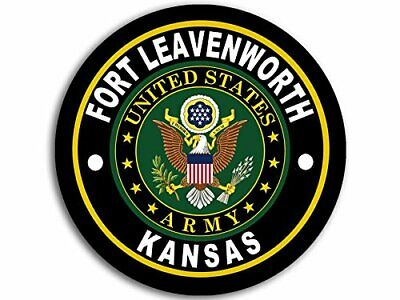 FORT LEAVENWORTH
UNITED STATES
ARMY
KANSAS